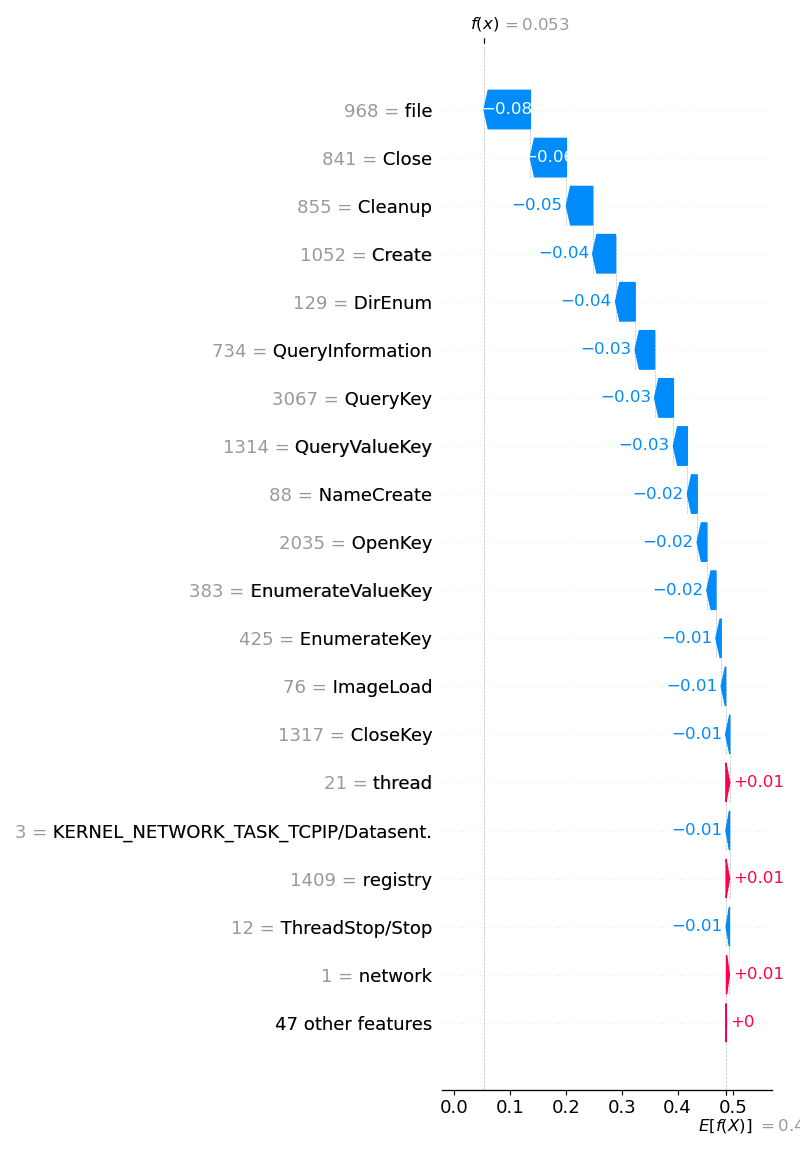 f(x) = 0.053
968 = file −0.08
841 = Close −0.06
855 = Cleanup −0.05
1052 = Create −0.04
129 = DirEnum −0.04
734 = QueryInformation −0.03
3067 = QueryKey −0.03
1314 = QueryValueKey −0.03
88 = NameCreate −0.02
2035 = OpenKey −0.02
383 = EnumerateValueKey −0.02
425 = EnumerateKey −0.01
76 = ImageLoad −0.01
1317 = CloseKey −0.01
21 = thread +0.01
3 = KERNEL_NETWORK_TASK_TCPIP/Datasent. −0.01
1409 = registry +0.01
12 = ThreadStop/Stop −0.01
1 = network +0.01
47 other features +0
0.0 0.1 0.2 0.3 0.4 0.5
E[f(X)] = 0.4